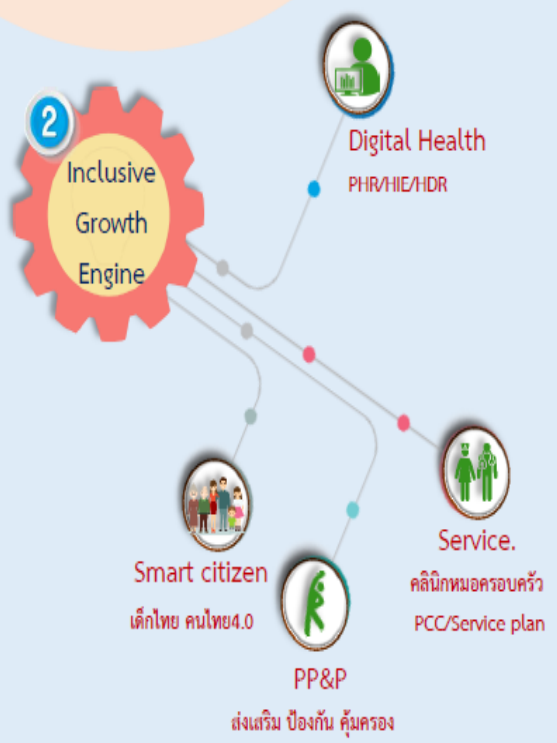 2
Inclusive
Growth
Engine
Digital Health
PHR/HIE/HDR
Service.
คลินิกหมอครอบครัว
PCC/Service plan
Smart citizen
เด็กไทย คนไทย4.0
PP&P
ส่งเสริม ป้องกัน คุ้มครอง